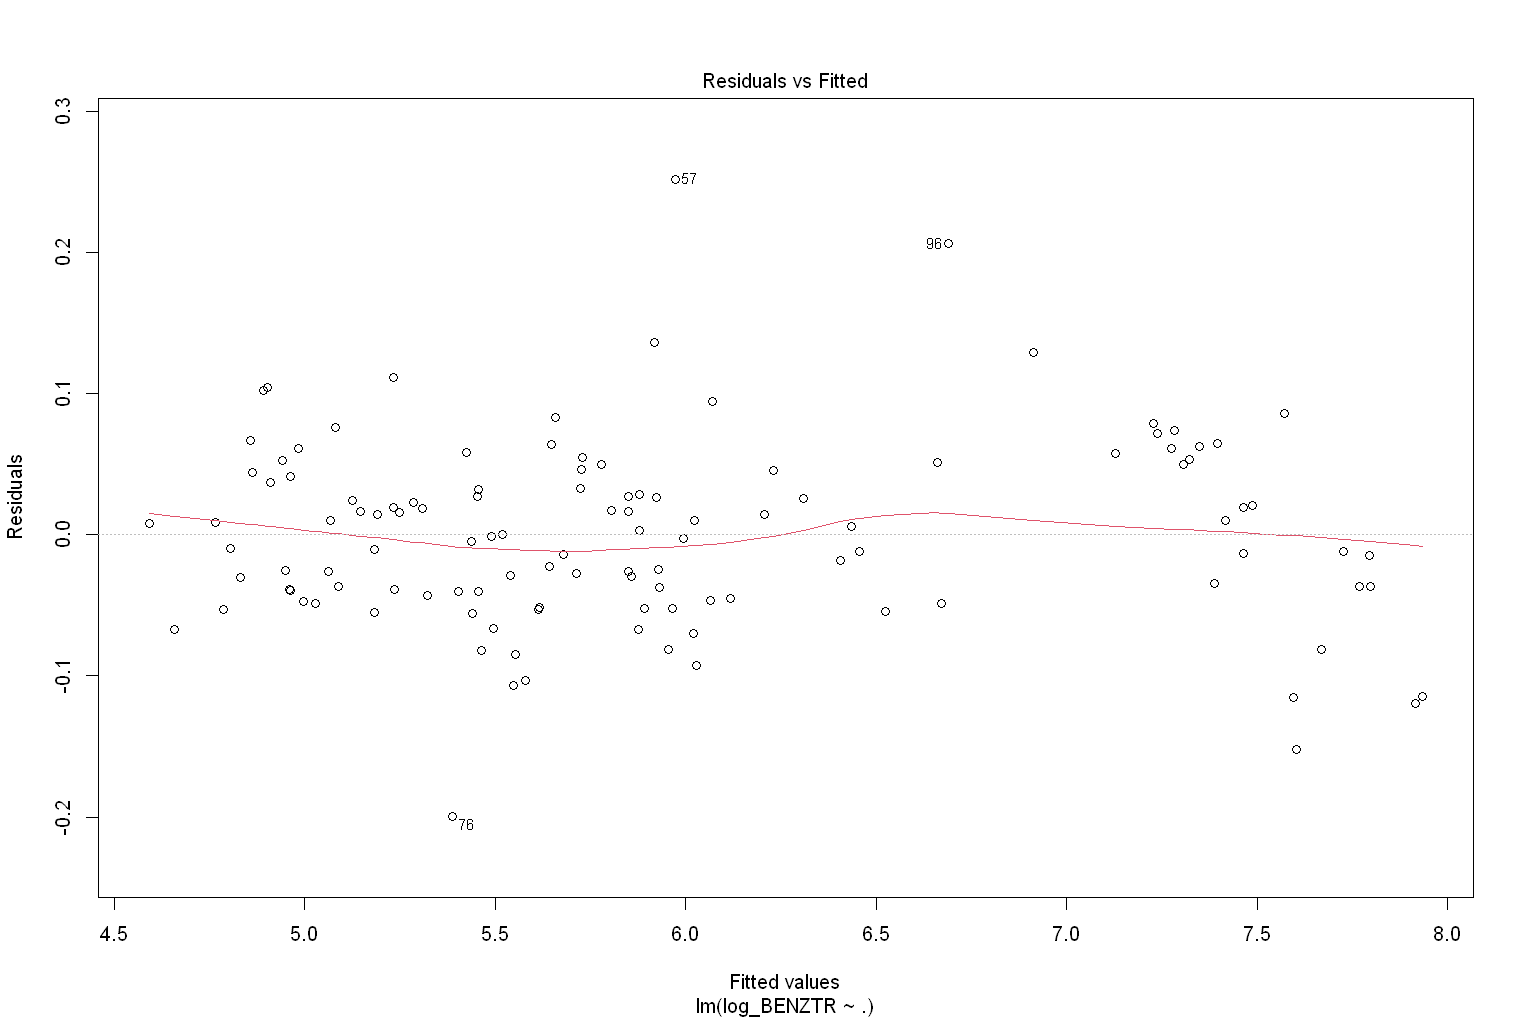 Residuals vs Fitted
0.3
0.2
0.1
0.0
-0.1
-0.2
Residuals
57
96
76
4.5 5.0 5.5 6.0 6.5 7.0 7.5 8.0
Fitted values
lm(log_BENZTR ~ .)